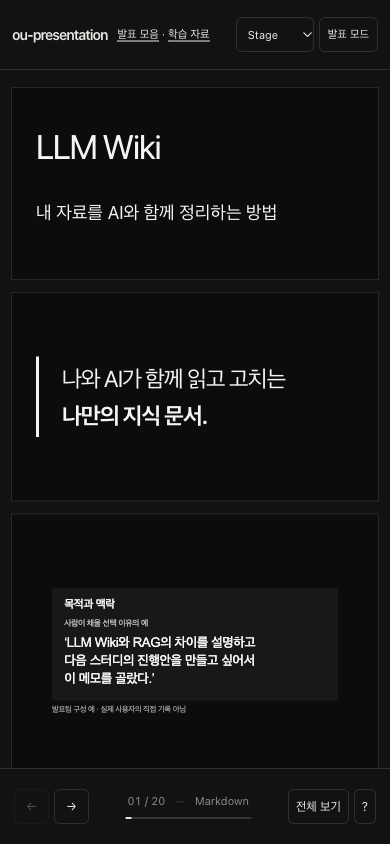 ou-presentation 발표 모음 · 학습 자료 Stage 발표 모드
LLM Wiki
내 자료를 AI와 함께 정리하는 방법
나와 AI가 함께 읽고 고치는
나만의 지식 문서.
목적과 맥락
사람이 채울 선택 이유의 예
‘LLM Wiki와 RAG의 차이를 설명하고
다음 스터디의 진행안을 만들고 싶어서
이 메모를 골랐다.’
발표팀 구성 예 · 실제 사용자의 직접 기록 아님
← → 01 / 20 — Markdown 전체 보기 ?